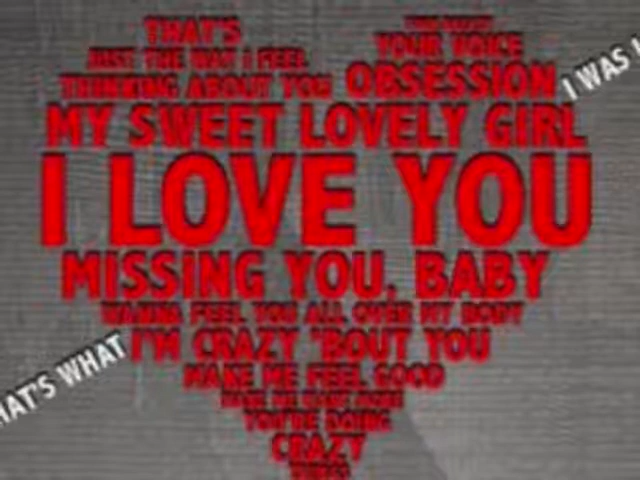 THAT'S
JUST THE WAY I FEEL
THINKING ABOUT YOU
YOUR VOICE
OBSESSION
I WAS
MY SWEET LOVELY GIRL
I LOVE YOU
MISSING YOU, BABY
WANNA FEEL YOU ALL OVER MY BODY
I'M CRAZY 'BOUT YOU
HAT'S WHAT
MAKE ME FEEL GOOD
YOU'RE DOING
CRAZY